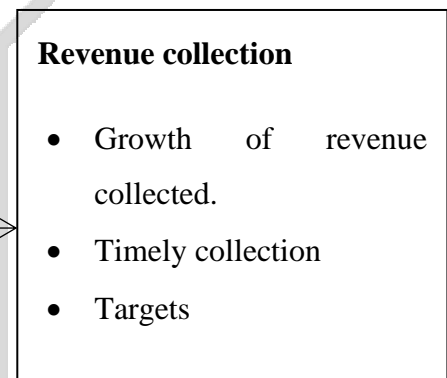 Revenue collection
• Growth of revenue
collected.
• Timely collection
• Targets